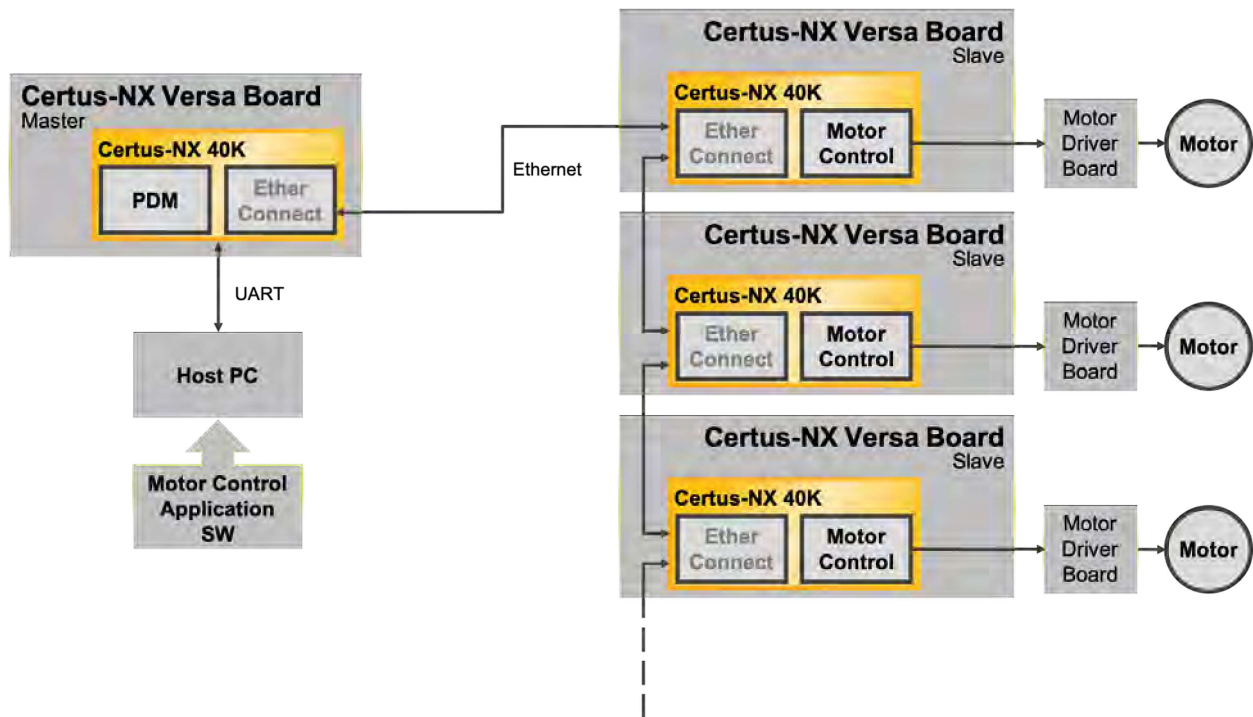 Certus-NX Versa Board
Master
Certus-NX 40K
PDM
Ether
Connect
UART
Host PC
Motor Control
Application
SW
Ethernet
Certus-NX Versa Board
Slave
Certus-NX 40K
Ether
Connect
Motor
Control
Motor
Driver
Board
Motor
Certus-NX Versa Board
Slave
Certus-NX 40K
Ether
Connect
Motor
Control
Motor
Driver
Board
Motor
Certus-NX Versa Board
Slave
Certus-NX 40K
Ether
Connect
Motor
Control
Motor
Driver
Board
Motor